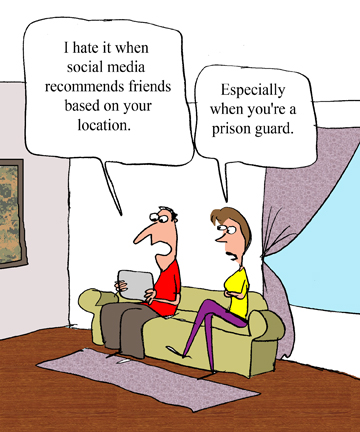 I hate it when
social media
recommends friends
based on your
location.
Especially
when you're a
prison guard.